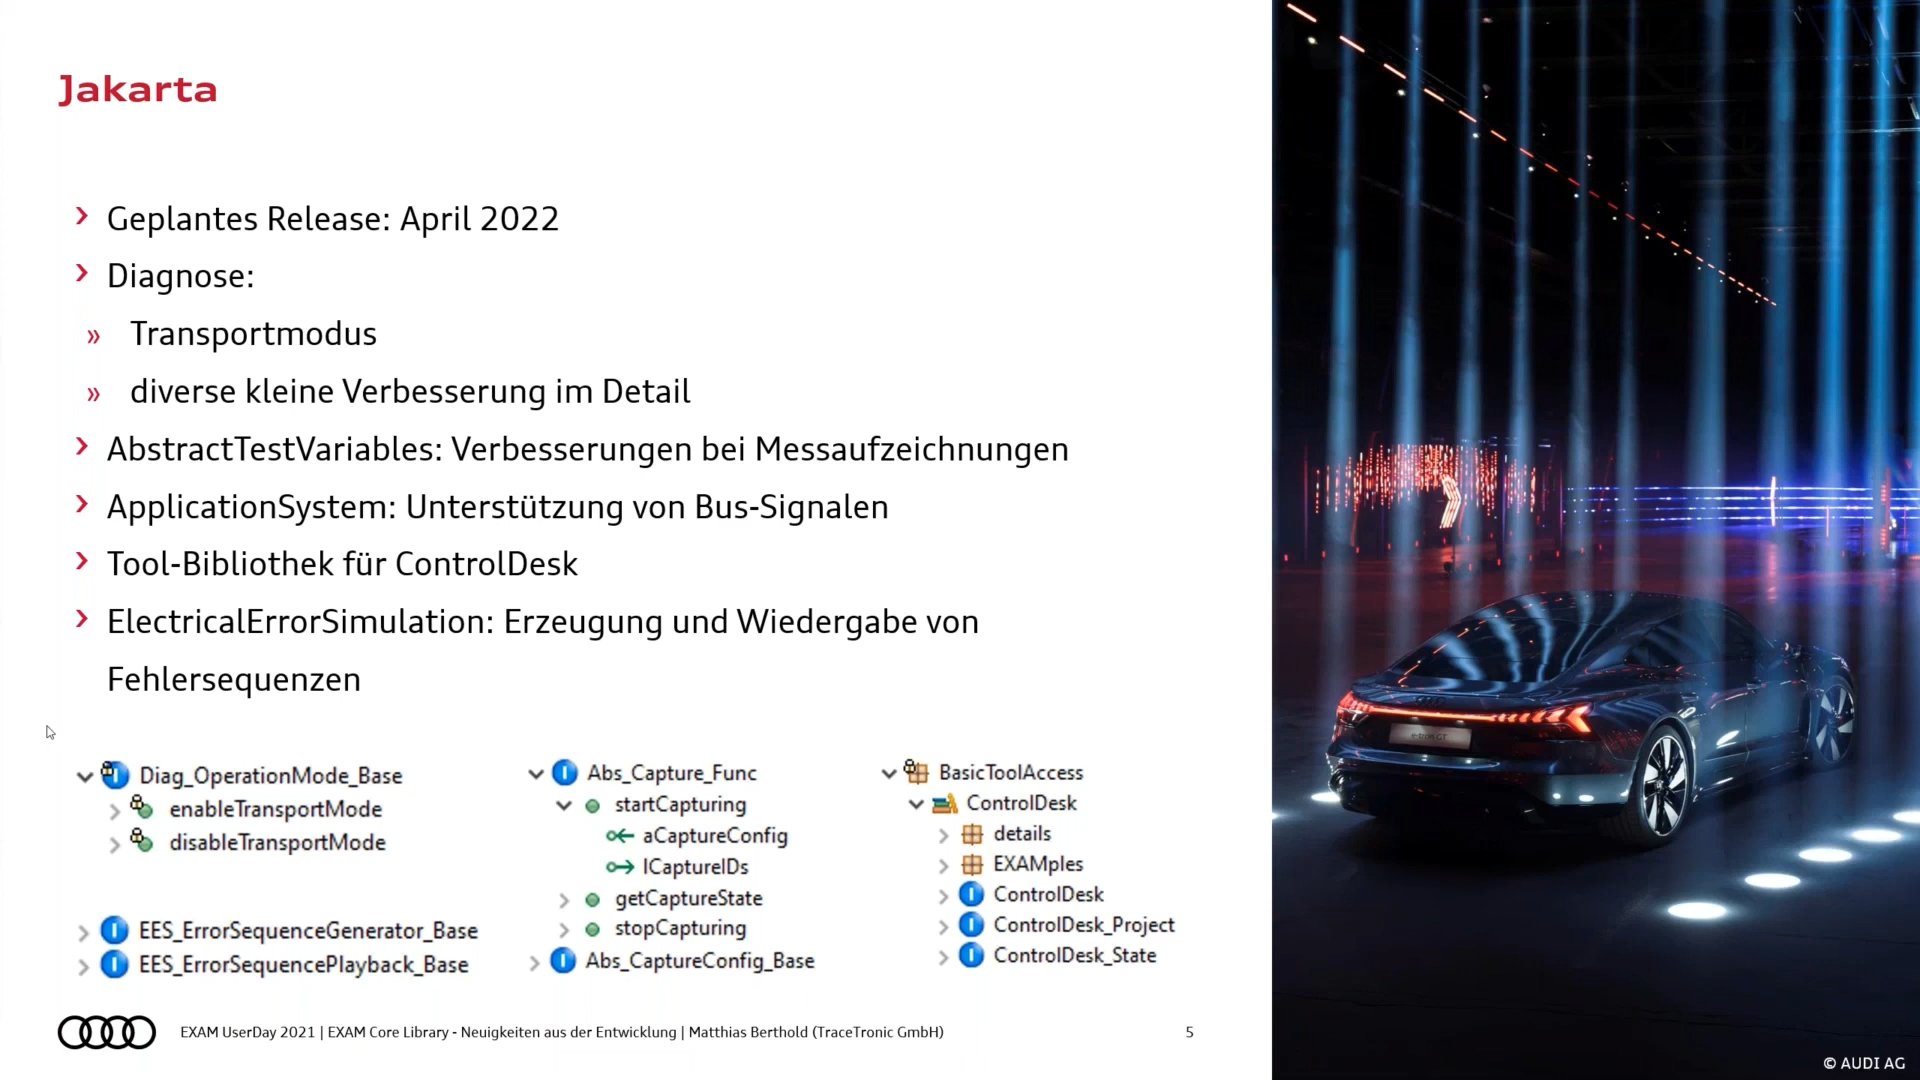 Jakarta
Geplantes Release: April 2022
Diagnose:
Transportmodus
diverse kleine Verbesserung im Detail
AbstractTestVariables: Verbesserungen bei Messaufzeichnungen
ApplicationSystem: Unterstützung von Bus-Signalen
Tool-Bibliothek für ControlDesk
ElectricalErrorSimulation: Erzeugung und Wiedergabe von
Fehlersequenzen
Diag_OperationMode_Base
enableTransportMode
disableTransportMode
EES_ErrorSequenceGenerator_Base
EES_ErrorSequencePlayback_Base
Abs_Capture_Func
startCapturing
aCaptureConfig
lCaptureIDs
getCaptureState
stopCapturing
Abs_CaptureConfig_Base
BasicToolAccess
ControlDesk
details
EXAMples
ControlDesk
ControlDesk_Project
ControlDesk_State
e-tron GT
EXAM UserDay 2021 | EXAM Core Library - Neuigkeiten aus der Entwicklung | Matthias Berthold (TraceTronic GmbH)
5
© AUDI AG